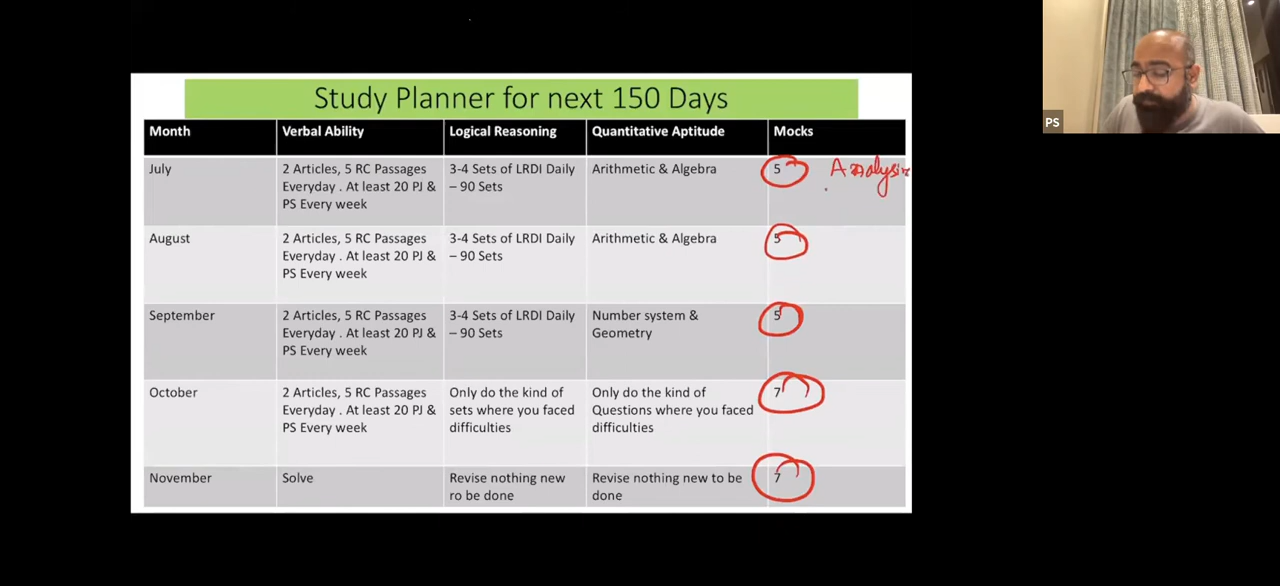 Study Planner for next 150 Days
Month Verbal Ability Logical Reasoning Quantitative Aptitude Mocks
July
2 Articles, 5 RC Passages
Everyday . At least 20 PJ &
PS Every week
3-4 Sets of LRDI Daily
– 90 Sets
Arithmetic & Algebra
5
Analysis
August
2 Articles, 5 RC Passages
Everyday . At least 20 PJ &
PS Every week
3-4 Sets of LRDI Daily
– 90 Sets
Arithmetic & Algebra
5
September
2 Articles, 5 RC Passages
Everyday . At least 20 PJ &
PS Every week
3-4 Sets of LRDI Daily
– 90 Sets
Number system &
Geometry
5
October
2 Articles, 5 RC Passages
Everyday . At least 20 PJ &
PS Every week
Only do the kind of
sets where you faced
difficulties
Only do the kind of
Questions where you faced
difficulties
7
November
Solve
Revise nothing new
ro be done
Revise nothing new to be
done
7
PS